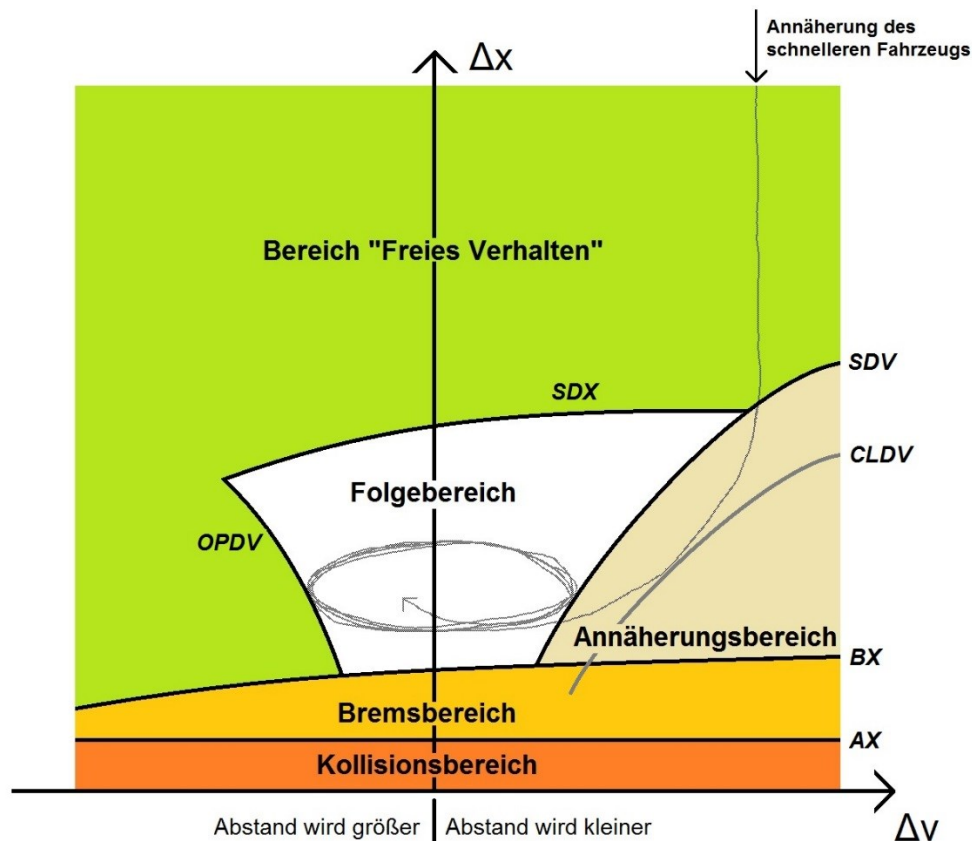 Annäherung des
schnelleren Fahrzeugs
Δx
Bereich "Freies Verhalten"
SDV
SDX
CLDV
Folgebereich
OPDV
Annäherungsbereich
BX
Bremsbereich
AX
Kollisionsbereich
Abstand wird größer
Abstand wird kleiner
Δv